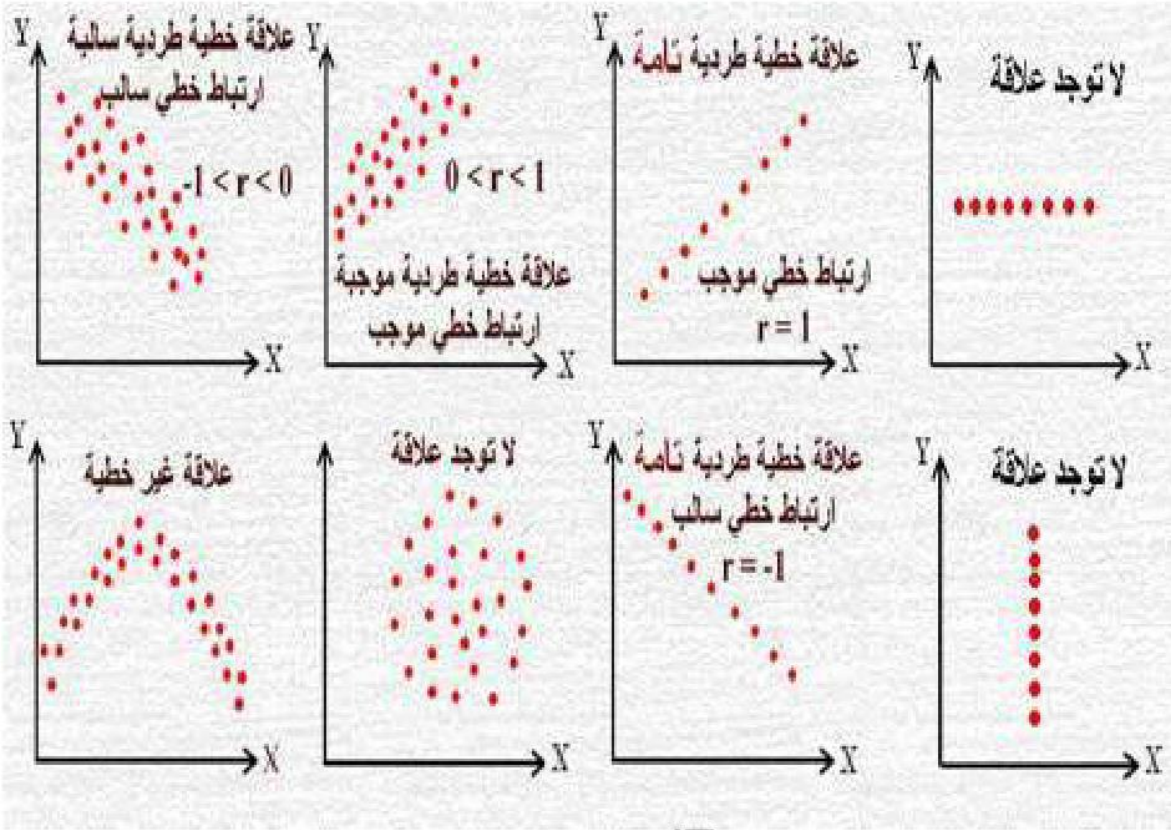 Y
علاقة خطية طردية سالبة
ارتباط خطي سالب
-1 < r < 0
X
Y
0 < r < 1
علاقة خطية طردية موجبة
ارتباط خطي موجب
X
Y
علاقة خطية طردية تامة
ارتباط خطي موجب
r = 1
X
Y
لا توجد علاقة
X
Y
علاقة غير خطية
X
لا توجد علاقة
X
Y
علاقة خطية طردية تامة
ارتباط خطي سالب
r = -1
X
Y
لا توجد علاقة
X